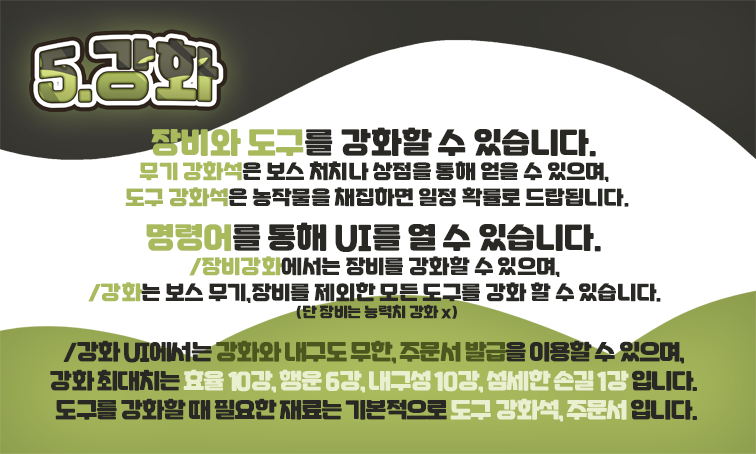 5.강화
장비와 도구를 강화할 수 있습니다.
무기 강화석은 보스 처치나 상점을 통해 얻을 수 있으며,
도구 강화석은 농작물을 채집하면 일정 확률로 드랍됩니다.
명령어를 통해 UI를 열 수 있습니다.
/장비강화에서는 장비를 강화할 수 있으며,
/강화는 보스 무기,장비를 제외한 모든 도구를 강화 할 수 있습니다.
(단 장비는 능력치 강화 x)
/강화 UI에서는 강화와 내구도 무한, 주문서 발급을 이용할 수 있으며,
강화 최대치는 효율 10강, 행운 6강, 내구성 10강, 섬세한 손길 1강 입니다.
도구를 강화할 때 필요한 재료는 기본적으로 도구 강화석, 주문서 입니다.